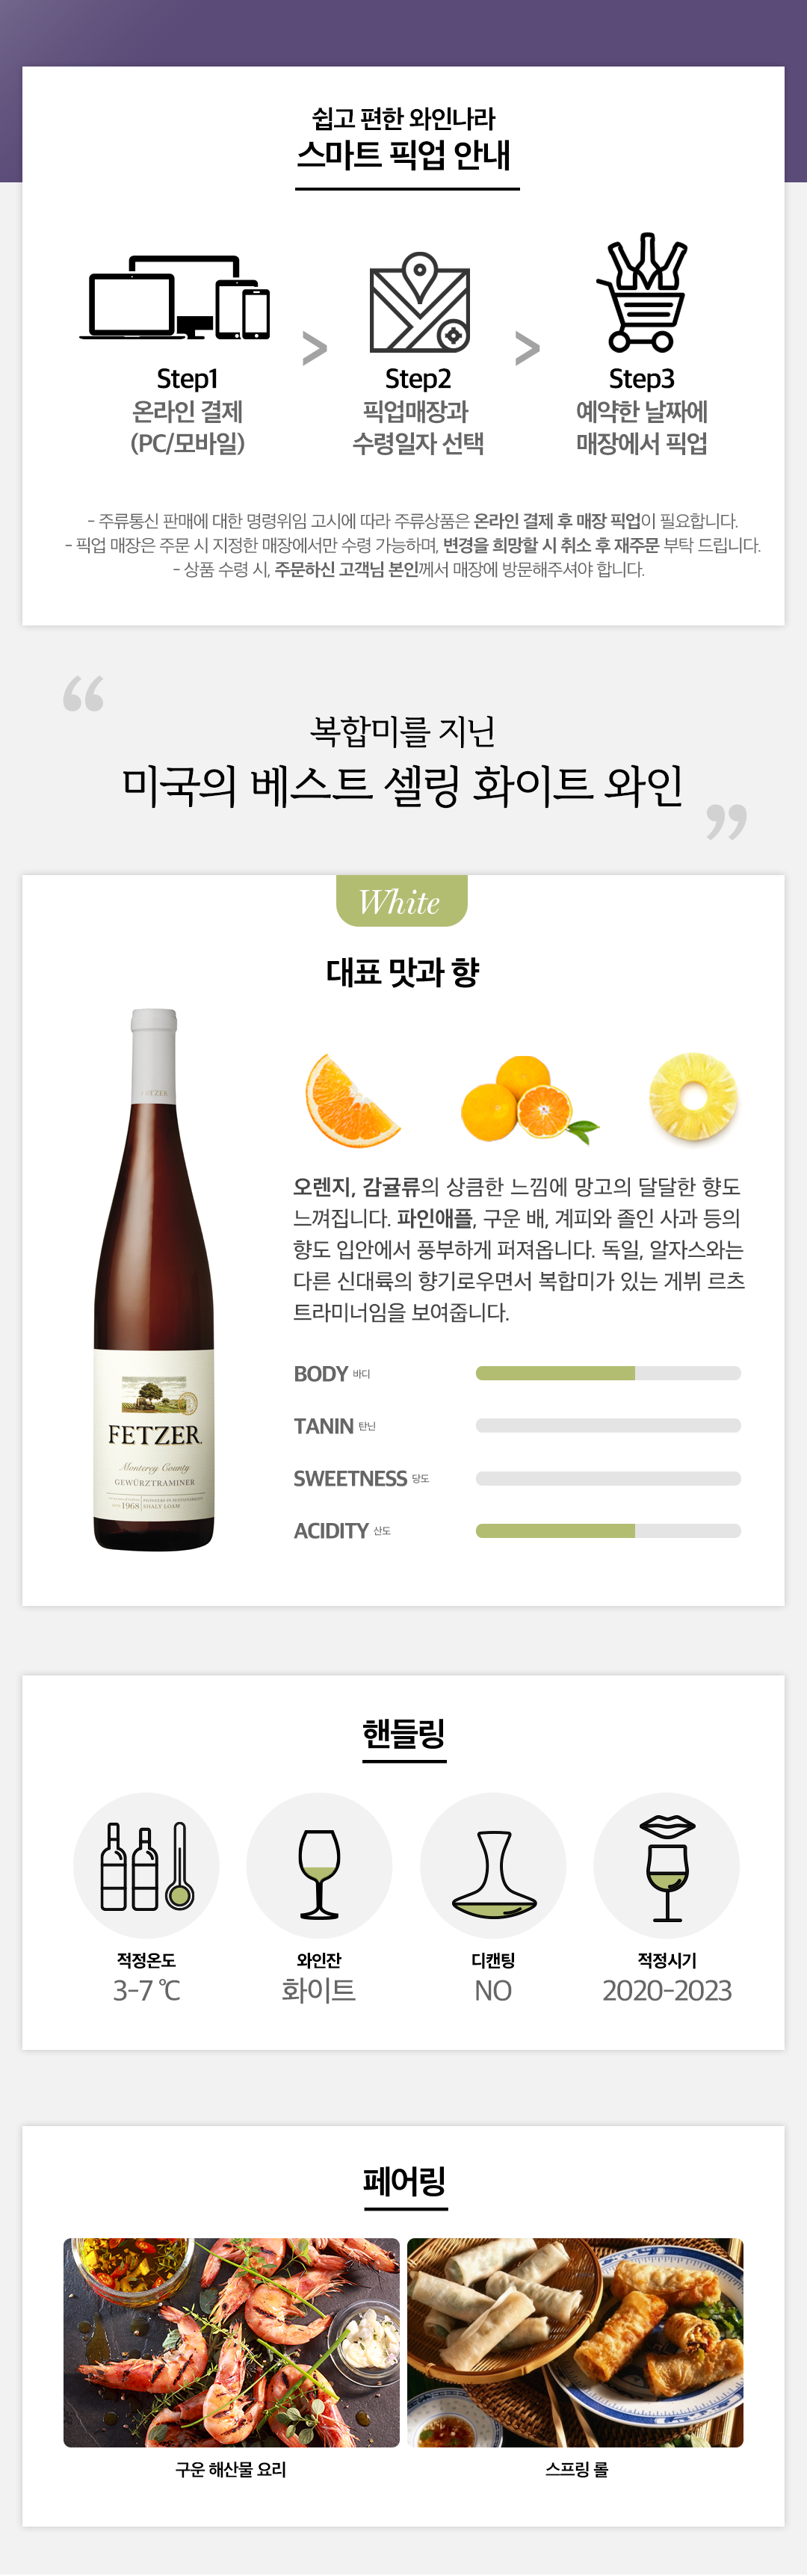 쉽고 편한 와인나라
스마트 픽업 안내
Step1
온라인 결제
(PC/모바일)
>
Step2
픽업매장과
수령일자 선택
>
Step3
예약한 날짜에
매장에서 픽업
- 주류통신 판매에 대한 명령위임 고시에 따라 주류상품은 온라인 결제 후 매장 픽업이 필요합니다.
- 픽업 매장은 주문 시 지정한 매장에서만 수령 가능하며, 변경을 희망할 시 취소 후 재주문 부탁 드립니다.
- 상품 수령 시, 주문하신 고객님 본인께서 매장에 방문해주셔야 합니다.
“
복합미를 지닌
미국의 베스트 셀링 화이트 와인
”
White
대표 맛과 향
FETZER
오렌지, 감귤류의 상큼한 느낌에 망고의 달달한 향도
느껴집니다. 파인애플, 구운 배, 계피와 졸인 사과 등의
향도 입안에서 풍부하게 퍼져옵니다. 독일, 알자스와는
다른 신대륙의 향기로우면서 복합미가 있는 게뷔 르츠
트라미너임을 보여줍니다.
BODY 바디
TANIN 탄닌
SWEETNESS 당도
ACIDITY 산도
FETZER
Monterey County
GEWÜRZTRAMINER
1968
SHALY LOAM
핸들링
적정온도
3-7 ℃
와인잔
화이트
디캔팅
NO
적정시기
2020-2023
페어링
구운 해산물 요리
스프링 롤